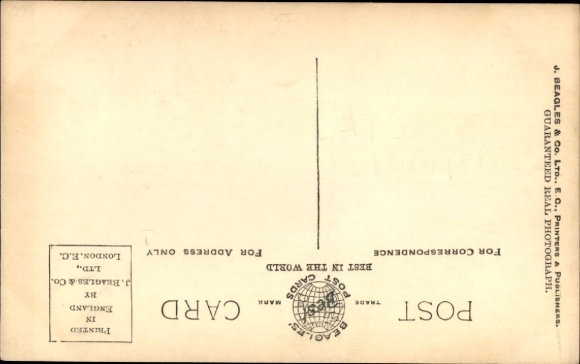 POST CARD
TRADE MARK
BEAGLES' POST CARDS
BEST
BEST IN THE WORLD
FOR CORRESPONDENCE
FOR ADDRESS ONLY
PRINTED
IN
ENGLAND
BY
J. BEAGLES & CO.
LTD.,
LONDON. E.C.
J. BEAGLES & CO. LTD., E.C., PRINTERS & PUBLISHERS.
GUARANTEED REAL PHOTOGRAPH.